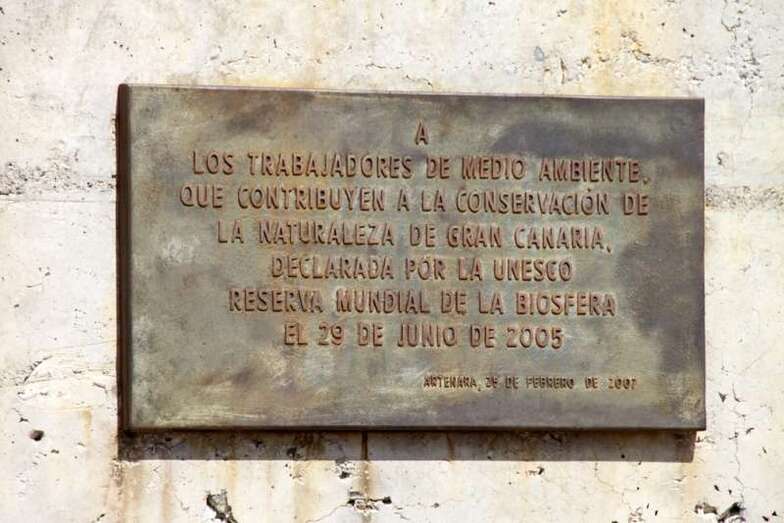 A
LOS TRABAJADORES DE MEDIO AMBIENTE,
QUE CONTRIBUYEN A LA CONSERVACIÓN DE
LA NATURALEZA DE GRAN CANARIA,
DECLARADA POR LA UNESCO
RESERVA MUNDIAL DE LA BIOSFERA
EL 29 DE JUNIO DE 2005
ARTENARA, 25 DE FEBRERO DE 2007